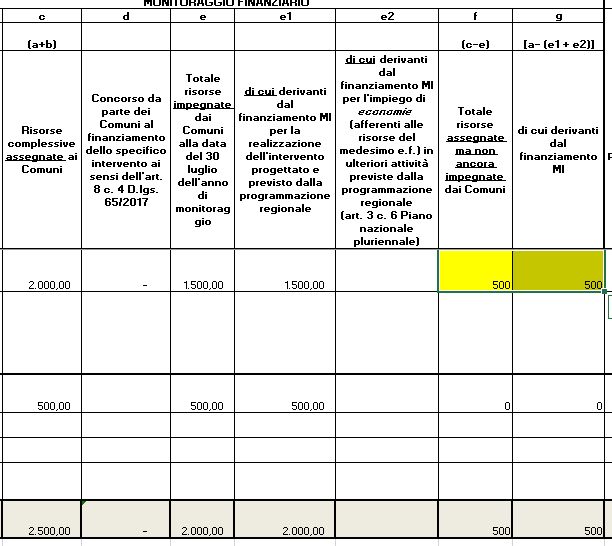 MONITORAGGIO FINANZIARIO
c d e e1 e2 f g
(a+b) (c-e) [a- (e1 + e2)]
Risorse
complessive
assegnate ai
Comuni
Concorso da
parte dei
Comuni al
finanziamento
dello specifico
intervento ai
sensi dell'art.
8 c. 4 D.lgs.
65/2017
Totale
risorse
impegnate
dai
Comuni
alla data
del 30
luglio
dell'anno
di
monitorag
gio
di cui derivanti
dal
finanziamento MI
per la
realizzazione
dell'intervento
progettato e
previsto dalla
programmazione
regionale
di cui derivanti
dal
finanziamento MI
per l'impiego di
economie
(afferenti alle
risorse del
medesimo e.f.) in
ulteriori attività
previste dalla
programmazione
regionale
(art. 3 c. 6 Piano
nazionale
pluriennale)
Totale
risorse
assegnate
ma non
ancora
impegnate
dai Comuni
di cui derivanti
dal
finanziamento
MI
2.000,00 - 1.500,00 1.500,00 500 500
500,00 500,00 500,00 0 0
2.500,00 - 2.000,00 2.000,00 500 500